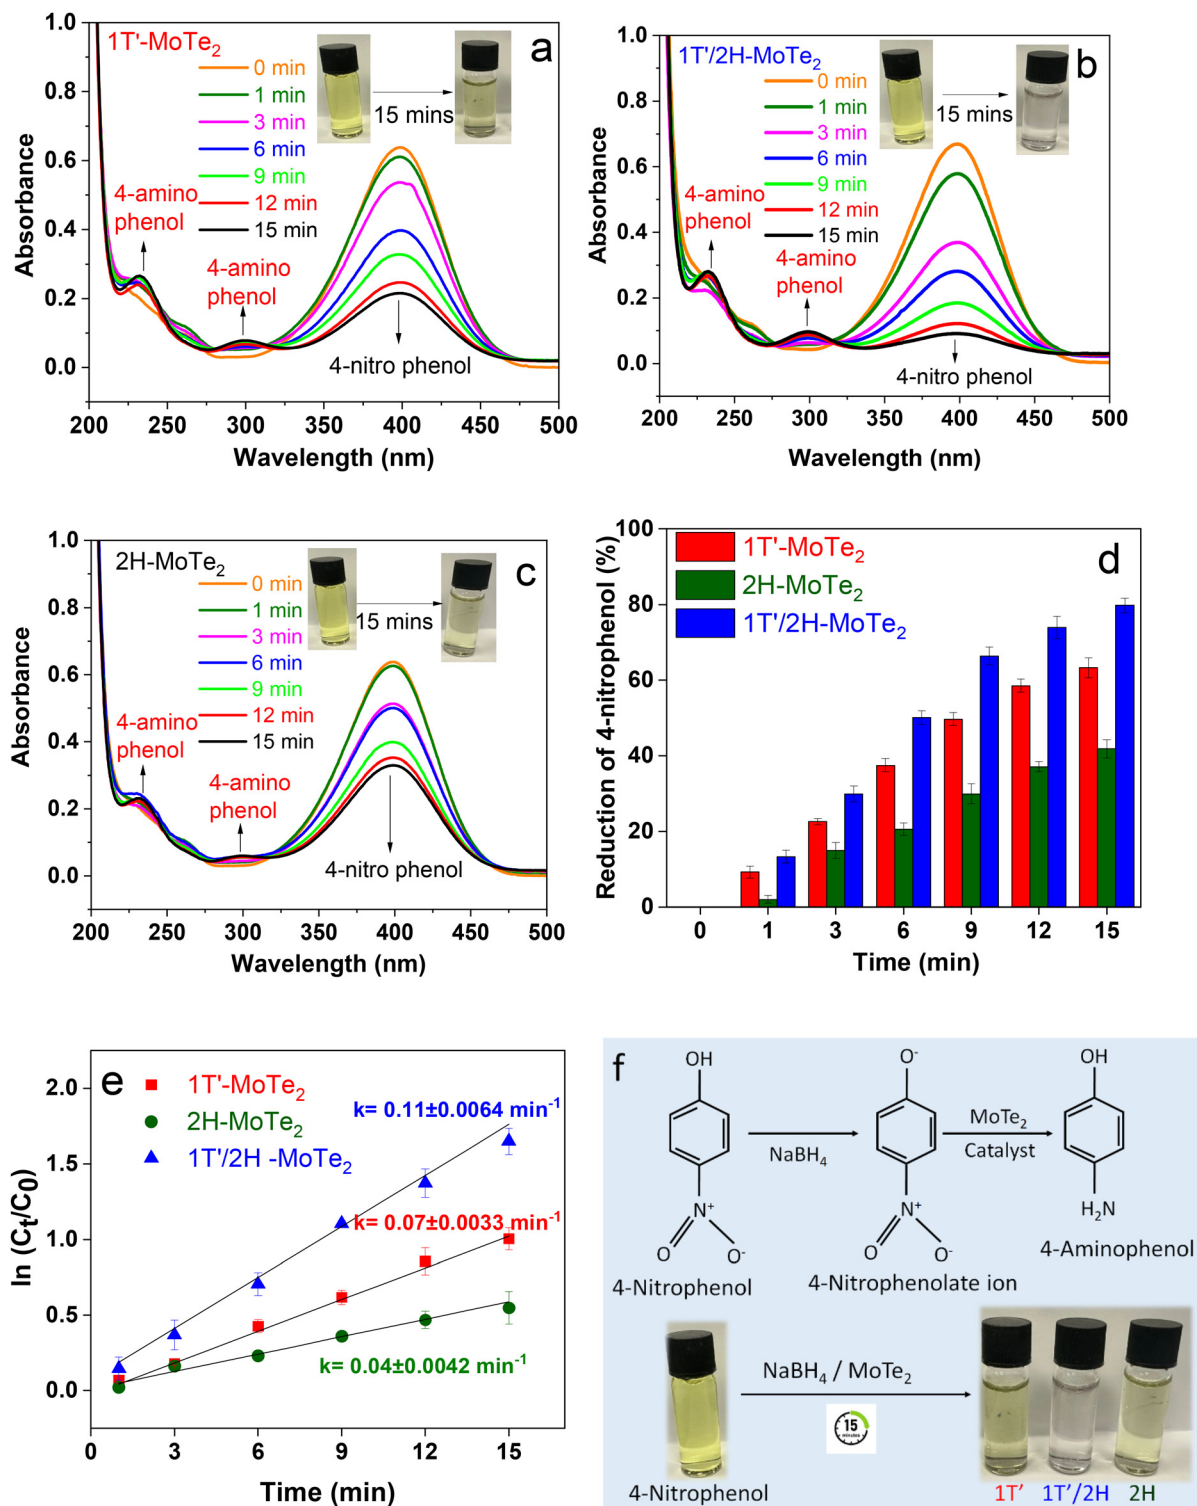 1.0
0.8
0.6
0.4
0.2
0.0
Absorbance
1T'-MoTe2
0 min
1 min
3 min
6 min
9 min
12 min
15 min
15 mins
a
4-amino
phenol
4-amino
phenol
4-nitro phenol
200 250 300 350 400 450 500
Wavelength (nm)
1.0
0.8
0.6
0.4
0.2
0.0
Absorbance
1T'/2H-MoTe2
0 min
1 min
3 min
6 min
9 min
12 min
15 min
15 mins
b
4-amino
phenol
4-amino
phenol
4-nitro phenol
200 250 300 350 400 450 500
Wavelength (nm)
1.0
0.8
0.6
0.4
0.2
0.0
Absorbance
2H-MoTe2
0 min
1 min
3 min
6 min
9 min
12 min
15 min
15 mins
c
4-amino
phenol
4-amino
phenol
4-nitro phenol
200 250 300 350 400 450 500
Wavelength (nm)
100
80
60
40
20
0
Reduction of 4-nitrophenol (%)
1T'-MoTe2
2H-MoTe2
1T'/2H-MoTe2
d
0 1 3 6 9 12 15
Time (min)
2.0
1.5
1.0
0.5
0.0
ln (Ct/C0)
e
1T'-MoTe2
2H-MoTe2
1T'/2H -MoTe2
k= 0.11±0.0064 min-1
k= 0.07±0.0033 min-1
k= 0.04±0.0042 min-1
0 3 6 9 12 15
Time (min)
f
OH
N+
O
O-
4-Nitrophenol
NaBH4
O-
N+
O
O-
4-Nitrophenolate ion
MoTe2
Catalyst
OH
H2N
4-Aminophenol
NaBH4 / MoTe2
15
minutes
4-Nitrophenol
1T' 1T'/2H 2H